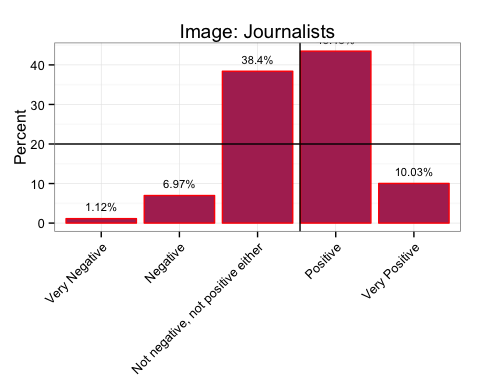 Image: Journalists
Percent
40
30
20
10
0
1.12%
6.97%
38.4%
10.03%
Very Negative
Negative
Not negative, not positive either
Positive
Very Positive